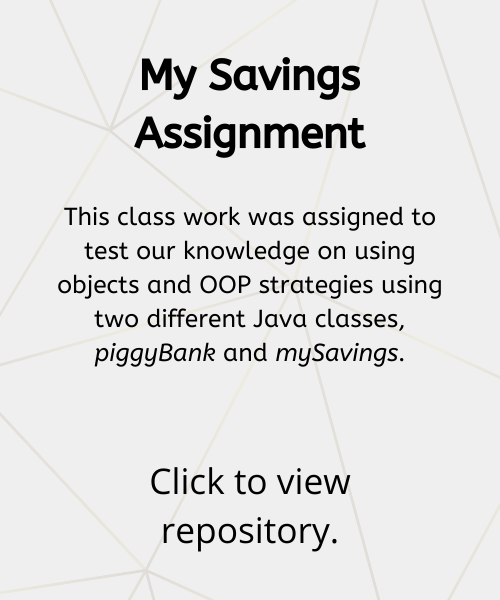 My Savings
Assignment
This class work was assigned to
test our knowledge on using
objects and OOP strategies using
two different Java classes,
piggyBank and mySavings.
Click to view
repository.